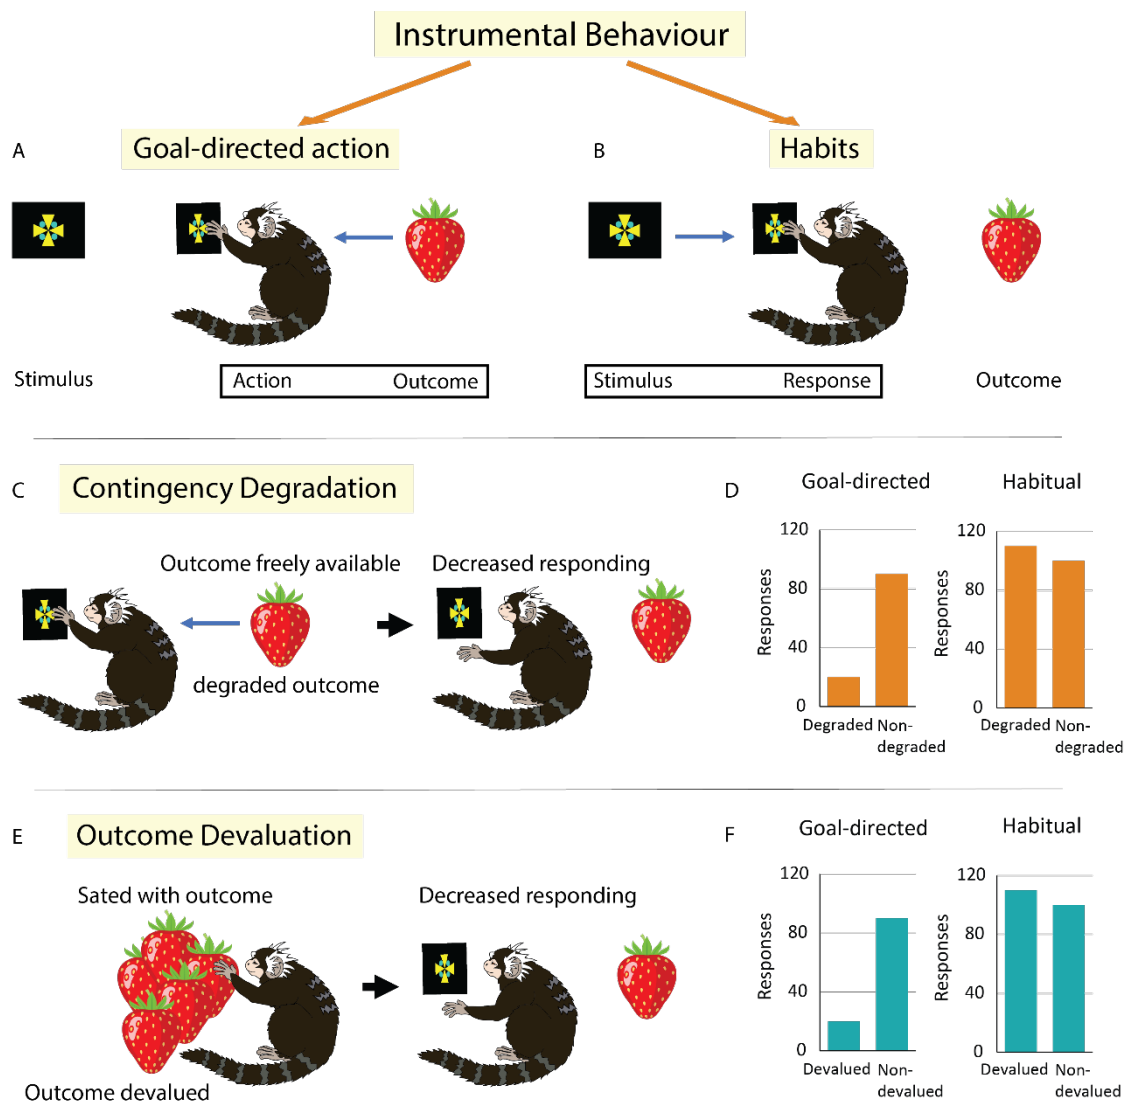 Instrumental Behaviour
A
Goal-directed action
B
Habits
Stimulus
Action
Outcome
Stimulus
Response
Outcome
C
Contingency Degradation
Outcome freely available
degraded outcome
Decreased responding
D
Goal-directed
Habitual
Responses
120
80
40
0
Degraded
Non-
degraded
120
80
40
0
Degraded
Non-
degraded
E
Outcome Devaluation
Sated with outcome
Outcome devalued
Decreased responding
F
Goal-directed
Habitual
Responses
120
80
40
0
Devalued
Non-
devalued
120
80
40
0
Devalued
Non-
devalued